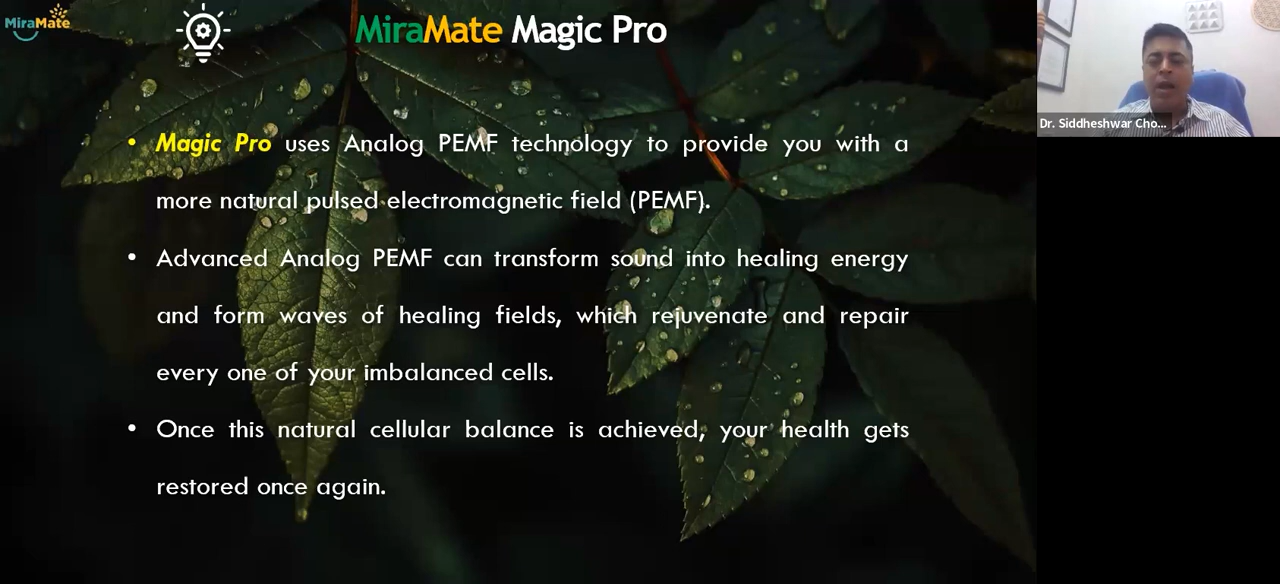 MiraMate
MiraMate Magic Pro
• Magic Pro uses Analog PEMF technology to provide you with a
more natural pulsed electromagnetic field (PEMF).
• Advanced Analog PEMF can transform sound into healing energy
and form waves of healing fields, which rejuvenate and repair
every one of your imbalanced cells.
• Once this natural cellular balance is achieved, your health gets
restored once again.
Dr. Siddheshwar Cho...